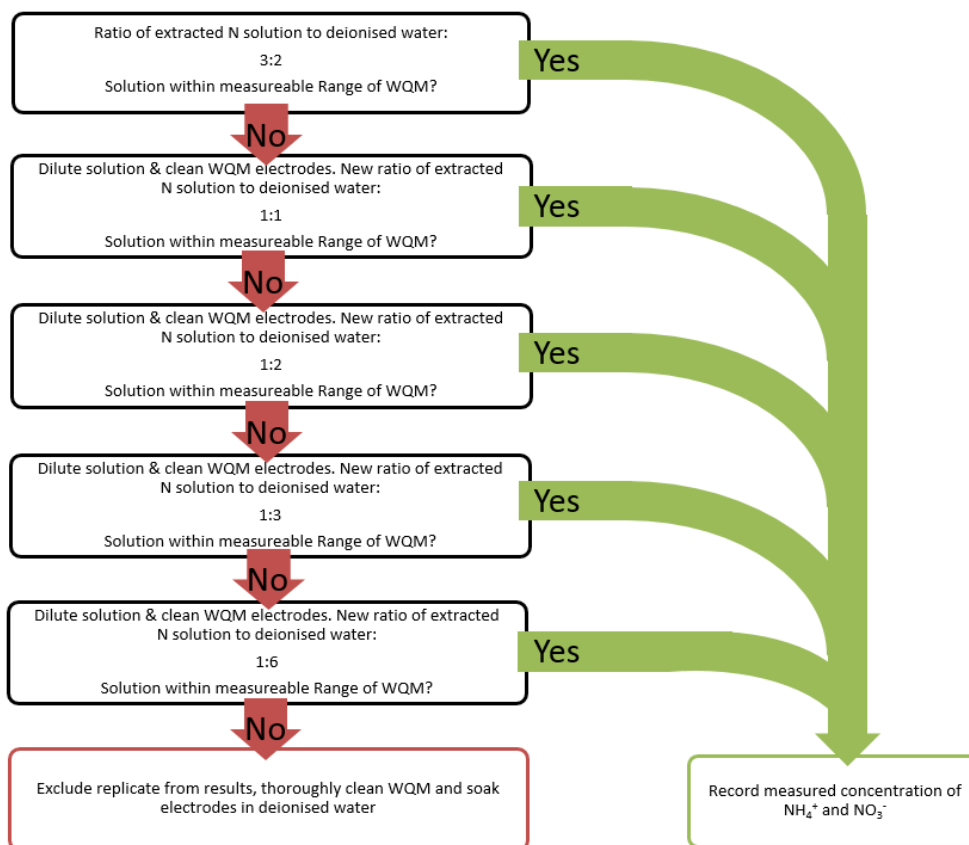 Ratio of extracted N solution to deionised water:
3:2
Solution within measureable Range of WQM?
Yes
No
Dilute solution & clean WQM electrodes. New ratio of extracted
N solution to deionised water:
1:1
Solution within measureable Range of WQM?
Yes
No
Dilute solution & clean WQM electrodes. New ratio of extracted
N solution to deionised water:
1:2
Solution within measureable Range of WQM?
Yes
No
Dilute solution & clean WQM electrodes. New ratio of extracted
N solution to deionised water:
1:3
Solution within measureable Range of WQM?
Yes
No
Dilute solution & clean WQM electrodes. New ratio of extracted
N solution to deionised water:
1:6
Solution within measureable Range of WQM?
Yes
No
Exclude replicate from results, thoroughly clean WQM and soak
electrodes in deionised water
Record measured concentration of
NH₄⁺ and NO₃⁻